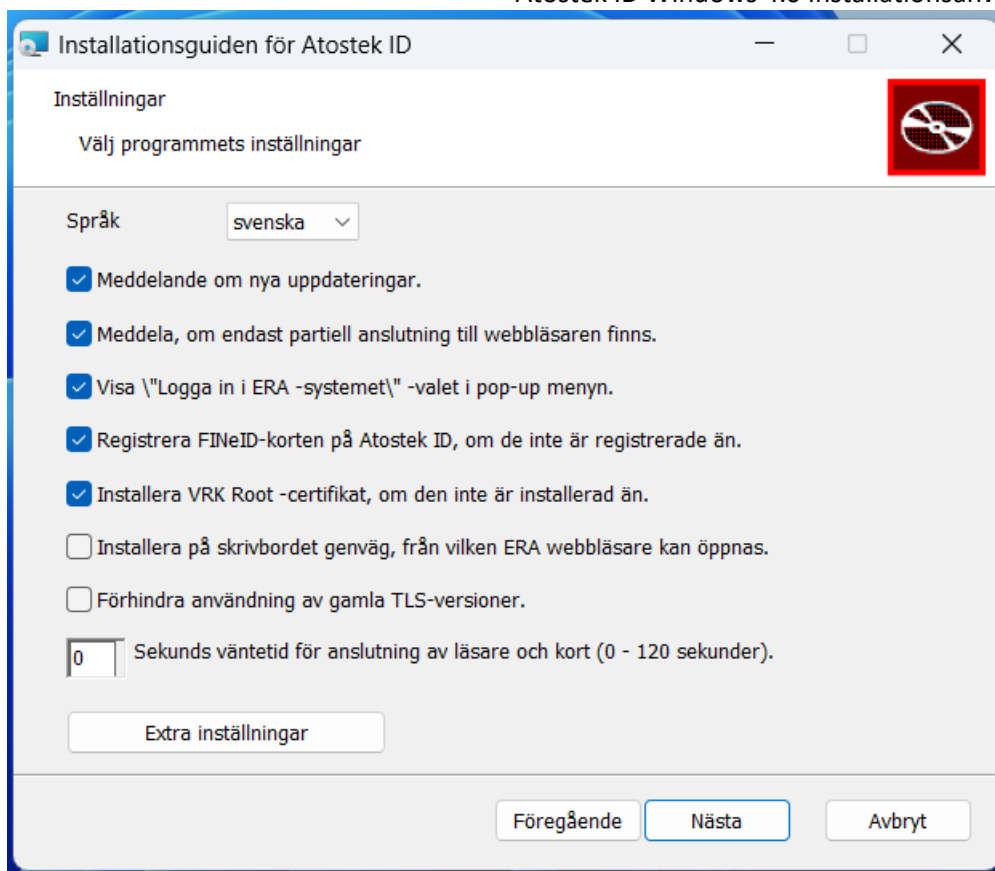 Installationsguiden för Atostek ID
Inställningar
Välj programmets inställningar
Språk svenska
Meddelande om nya uppdateringar.
Meddela, om endast partiell anslutning till webbläsaren finns.
Visa \"Logga in i ERA -systemet\" -valet i pop-up menyn.
Registrera FINeID-korten på Atostek ID, om de inte är registrerade än.
Installera VRK Root -certifikat, om den inte är installerad än.
Installera på skrivbordet genväg, från vilken ERA webbläsare kan öppnas.
Förhindra användning av gamla TLS-versioner.
0 Sekunds väntetid för anslutning av läsare och kort (0 - 120 sekunder).
Extra inställningar
Föregående Nästa Avbryt